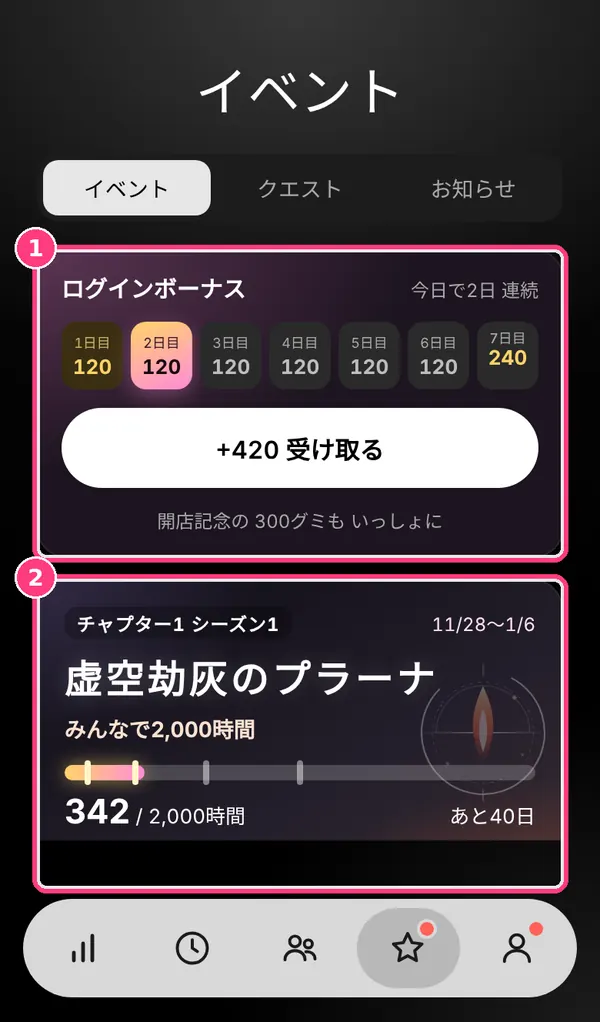 イベント
イベント クエスト お知らせ
1
ログインボーナス 今日で2日 連続
1日目 2日目 3日目 4日目 5日目 6日目 7日目
120 120 120 120 120 120 240
+420 受け取る
開店記念の 300グミも いっしょに
2
チャプター1 シーズン1 11/28〜1/6
虚空劫灰のプラーナ
みんなで2,000時間
342 / 2,000時間 あと40日